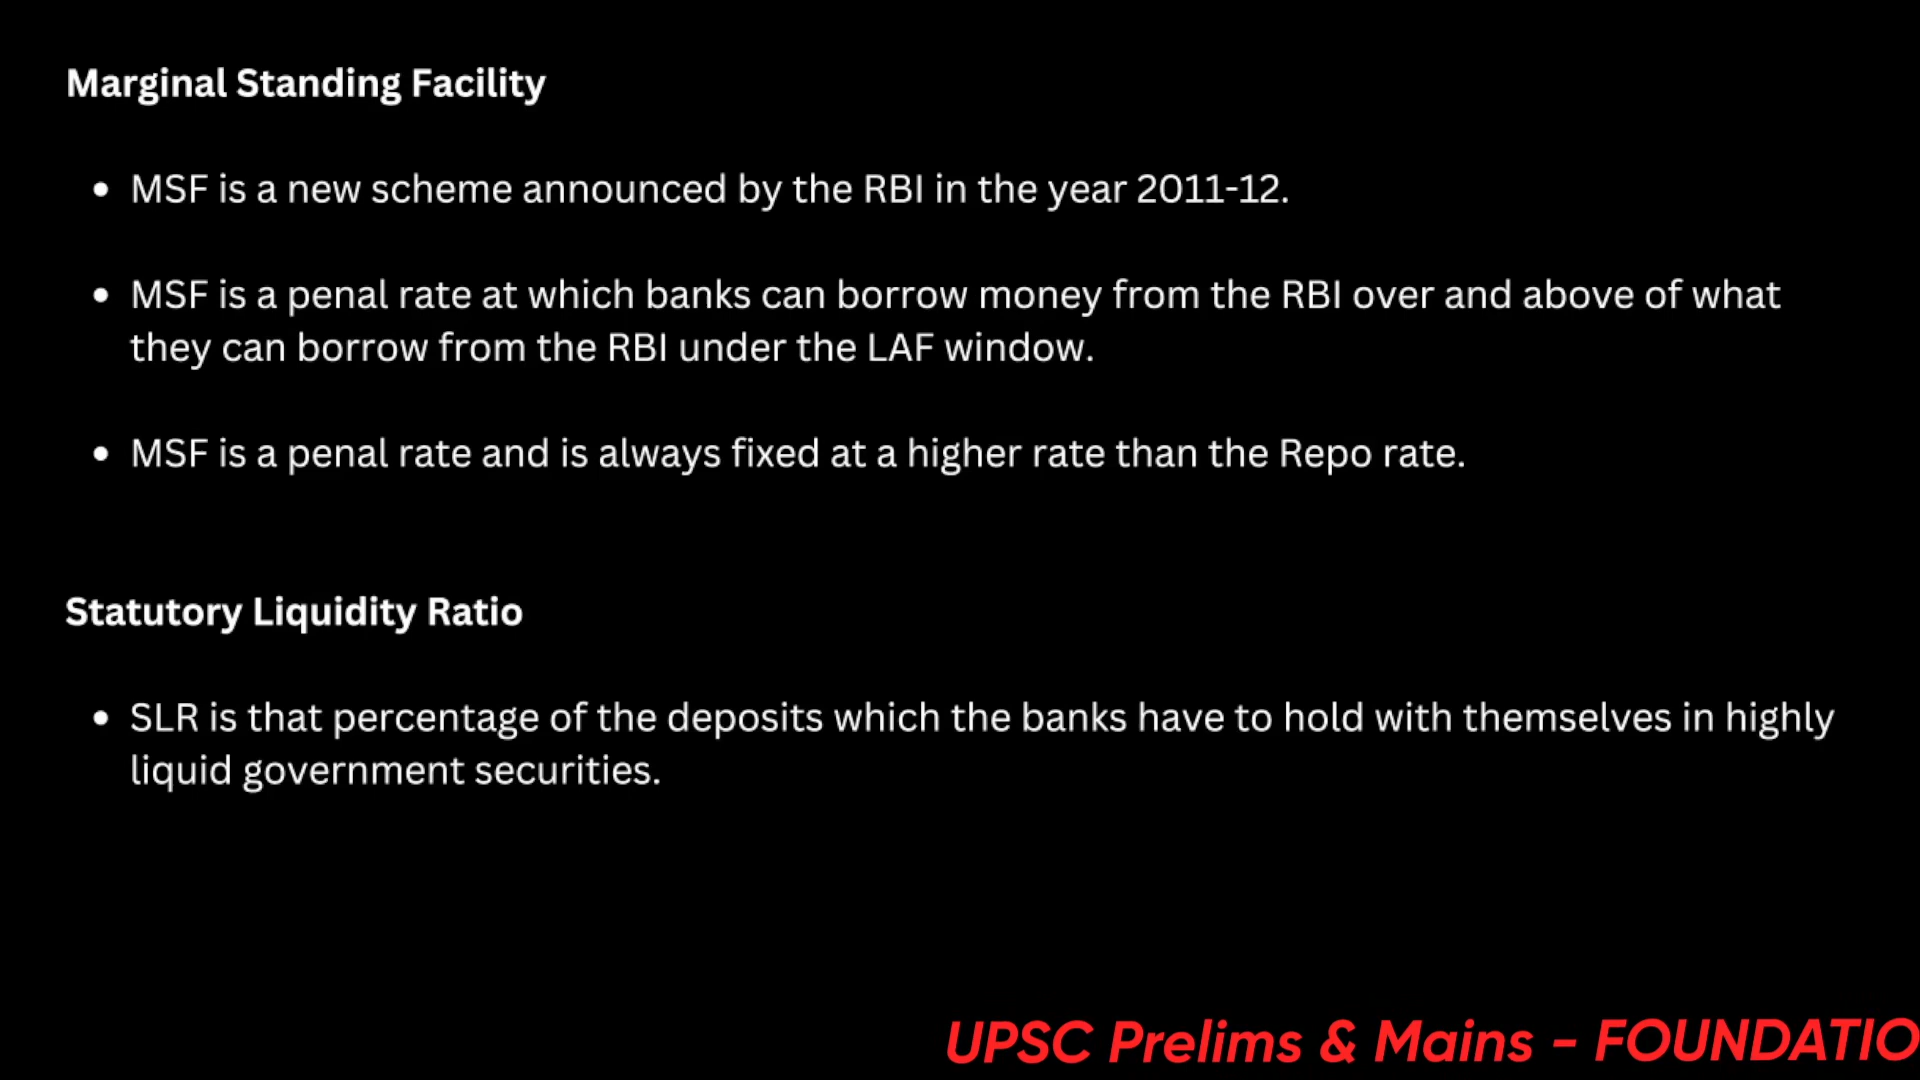 Marginal Standing Facility
• MSF is a new scheme announced by the RBI in the year 2011-12.
• MSF is a penal rate at which banks can borrow money from the RBI over and above of what
they can borrow from the RBI under the LAF window.
• MSF is a penal rate and is always fixed at a higher rate than the Repo rate.
Statutory Liquidity Ratio
• SLR is that percentage of the deposits which the banks have to hold with themselves in highly
liquid government securities.
UPSC Prelims & Mains - FOUNDATIO